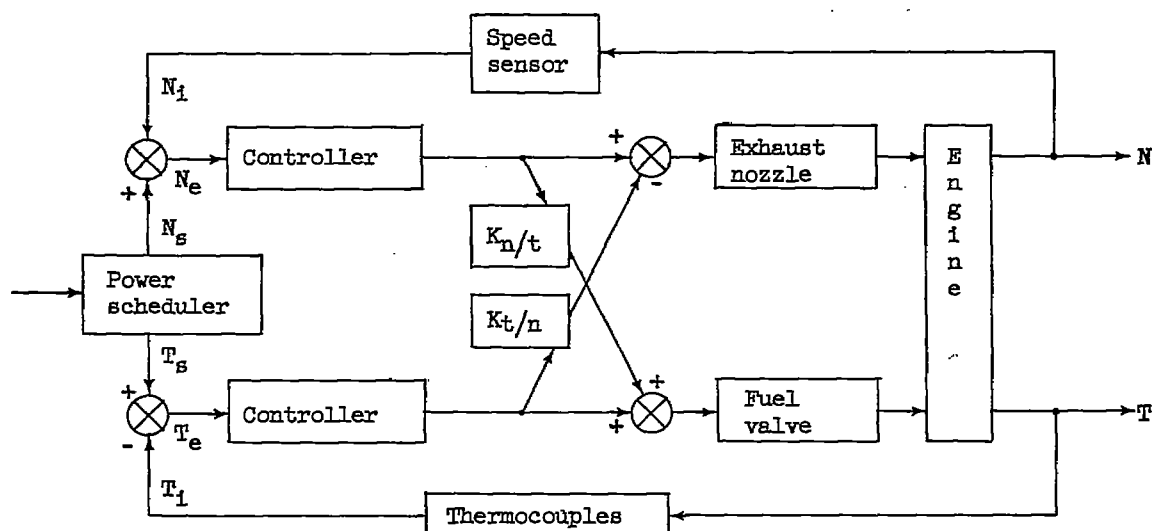 Speed
sensor
N_i
+
N_e
Controller
+
-
Exhaust
nozzle
N
N_s
K_n/t
Power
scheduler
K_t/n
Engine
T_s
+
-
T_e
Controller
+
+
Fuel
valve
T
T_i
Thermocouples